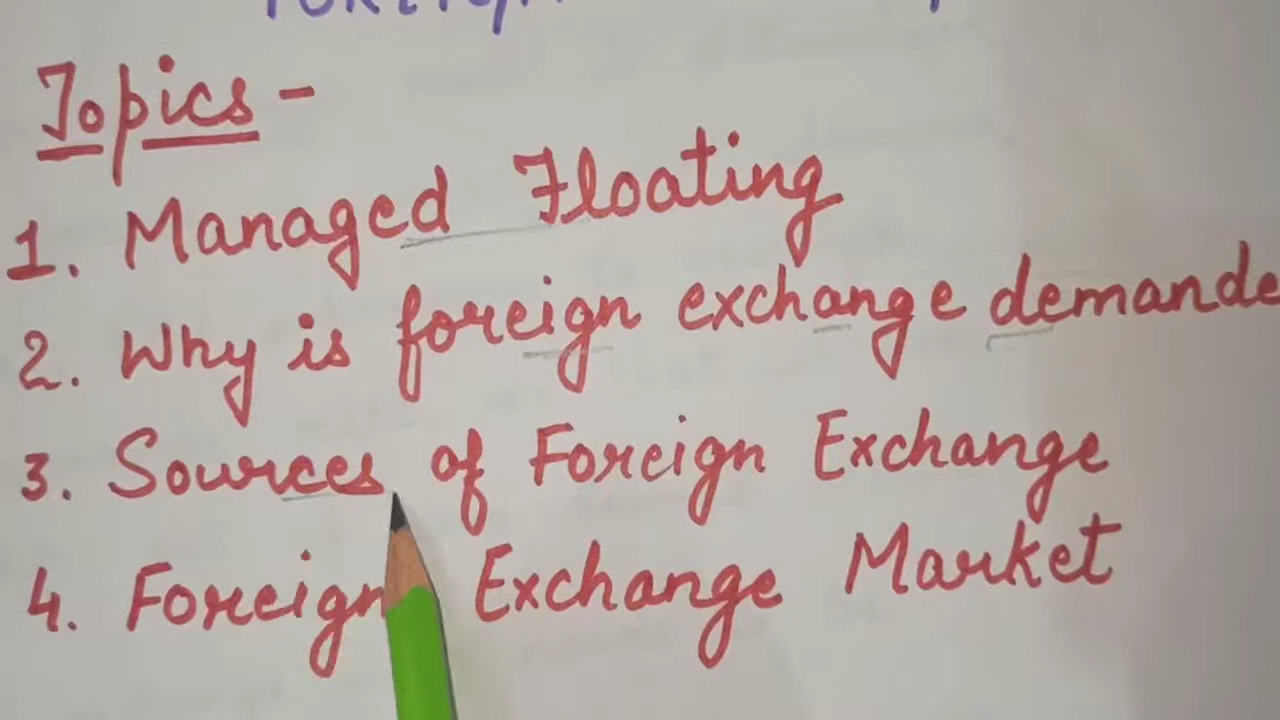 Topics -
1. Managed Floating
2. Why is foreign exchange demande
3. Sources of Foreign Exchange
4. Foreign Exchange Market